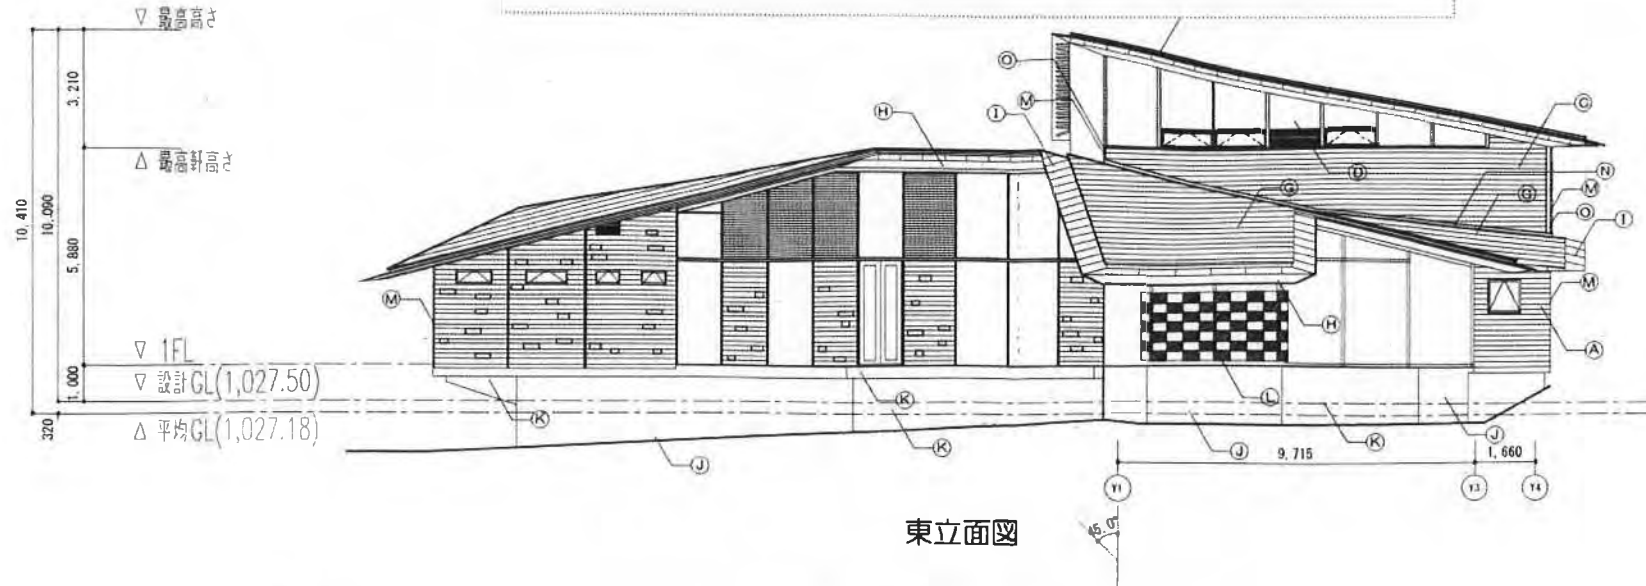 ▽ 最高高さ
3,210
△ 最高軒高さ
10,410
10,090
5,880
▽ 1FL
▽ 設計GL(1,027.50)
1,000
△ 平均GL(1,027.18)
320
O
M
I
H
G
G
D
N
G
M
O
I
M
M
H
A
L
K
K
K
K
J
J
J
9,715
1,660
Y1
Y3
Y4
東立面図
45.0°